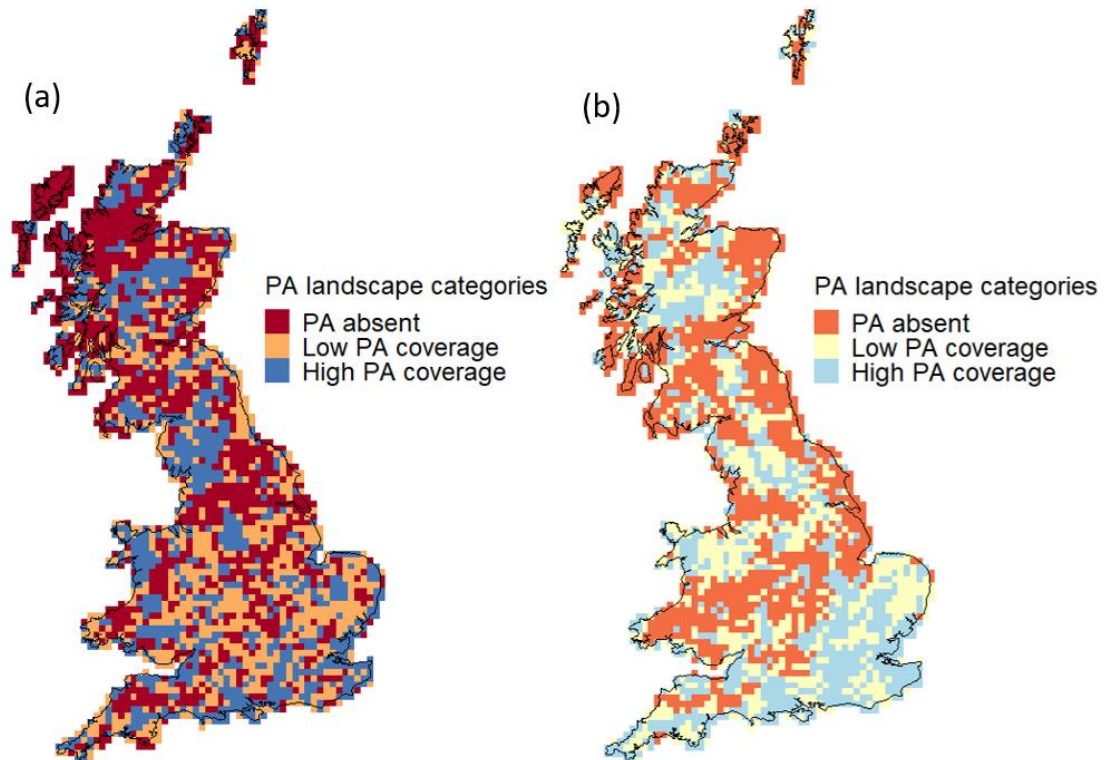 (a)
PA landscape categories
PA absent
Low PA coverage
High PA coverage
(b)
PA landscape categories
PA absent
Low PA coverage
High PA coverage